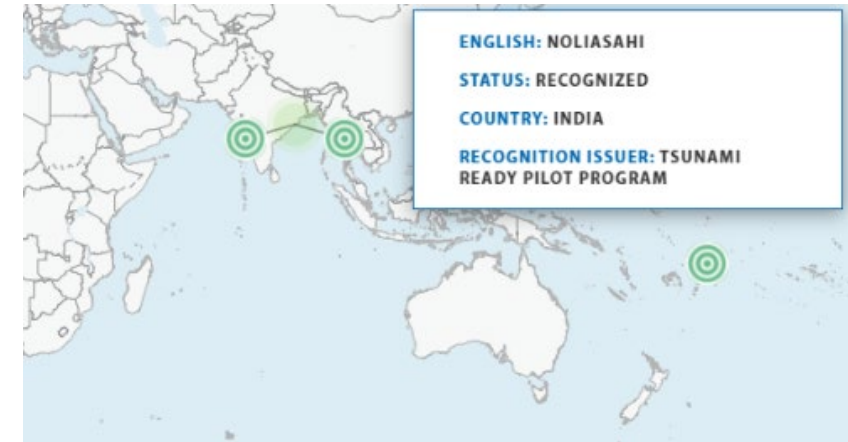 ENGLISH: NOLIASAHI
STATUS: RECOGNIZED
COUNTRY: INDIA
RECOGNITION ISSUER: TSUNAMI
READY PILOT PROGRAM